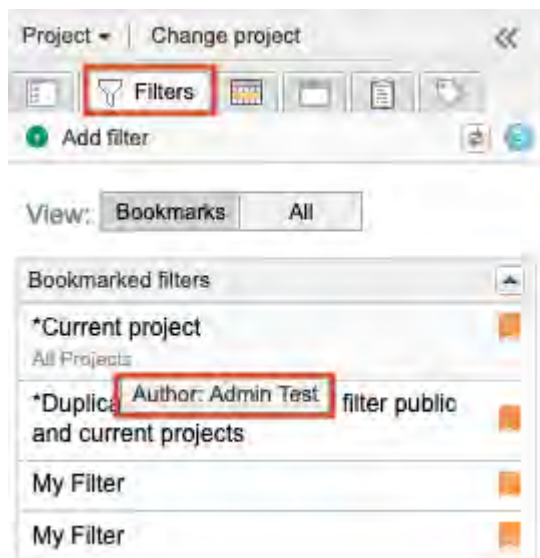 Project | Change project
Filters
Add filter
View: Bookmarks All
Bookmarked filters
*Current project
All Projects
*Duplica Author: Admin Test filter public
and current projects
My Filter
My Filter